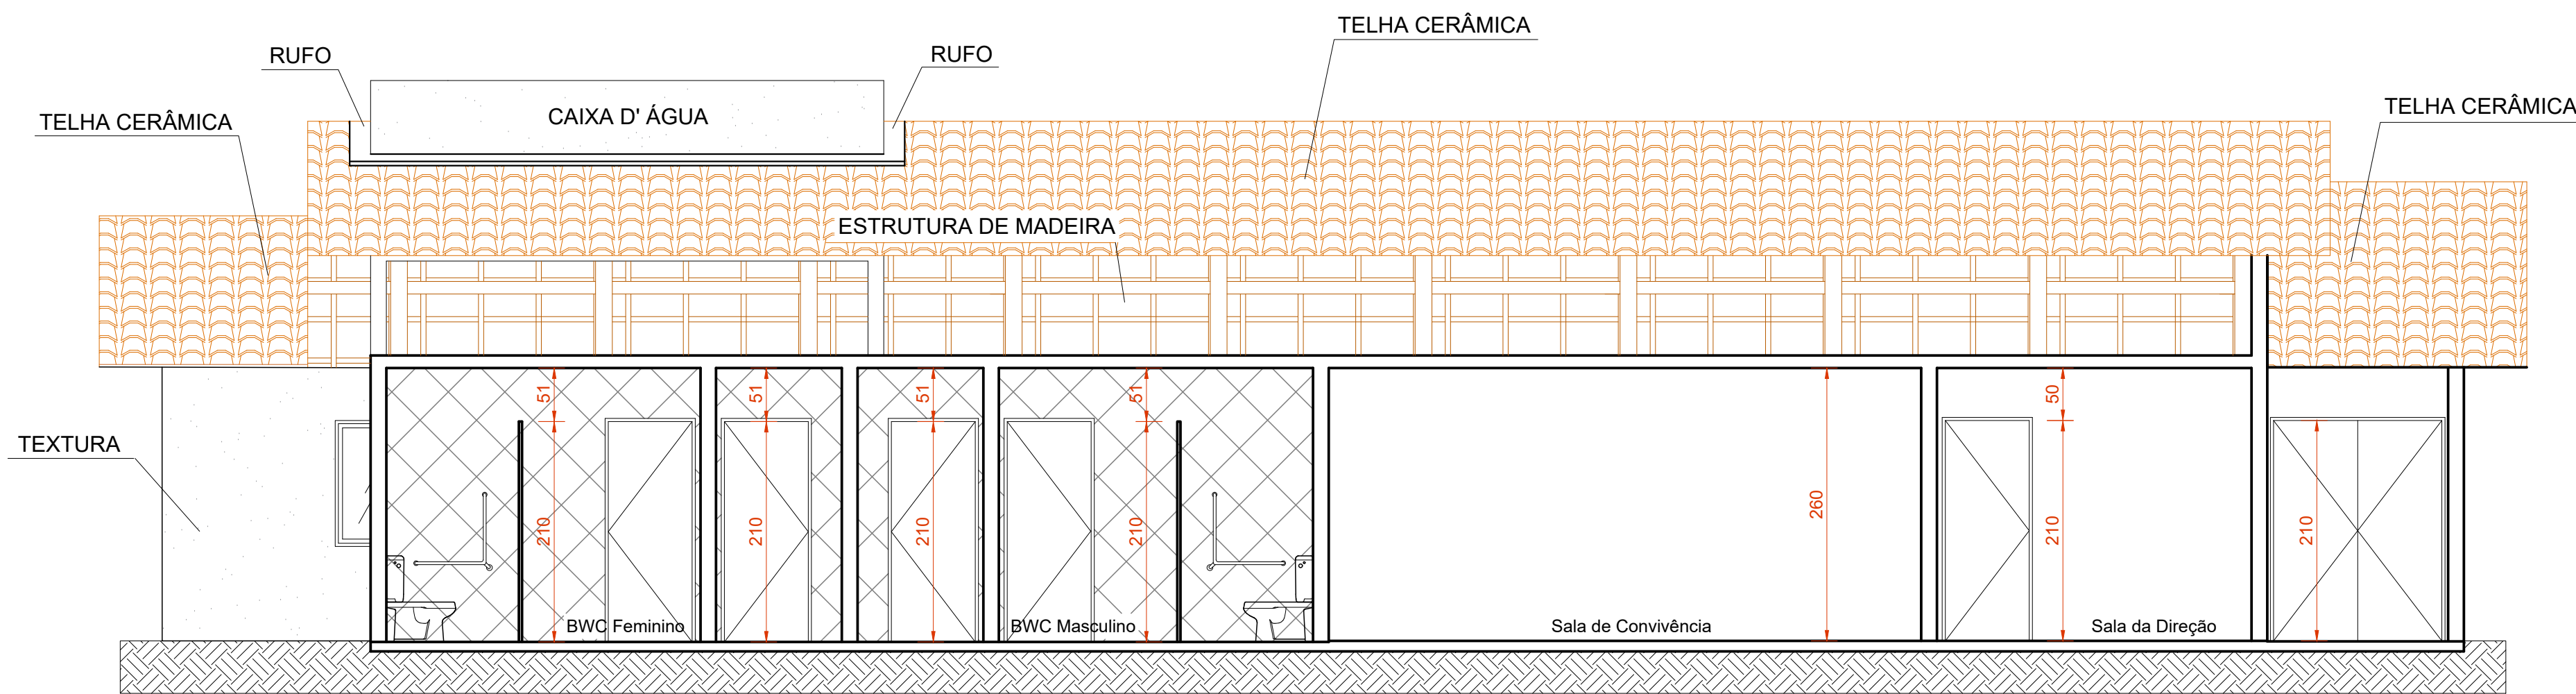 TELHA CERÂMICA
RUFO
RUFO
TELHA CERÂMICA
CAIXA D' ÁGUA
TELHA CERÂMICA
ESTRUTURA DE MADEIRA
51
51
51
51
50
TEXTURA
210
210
210
210
260
210
210
BWC Feminino
BWC Masculino
Sala de Convivência
Sala da Direção